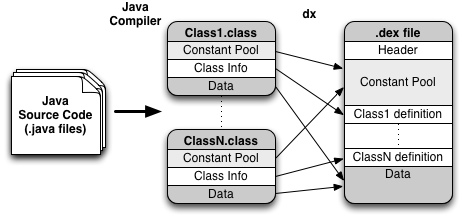 Java
Compiler
dx
Java
Source Code
(.java files)
Class1.class
Constant Pool
Class Info
Data
ClassN.class
Constant Pool
Class Info
Data
.dex file
Header
Constant Pool
Class1 definition
ClassN definition
Data